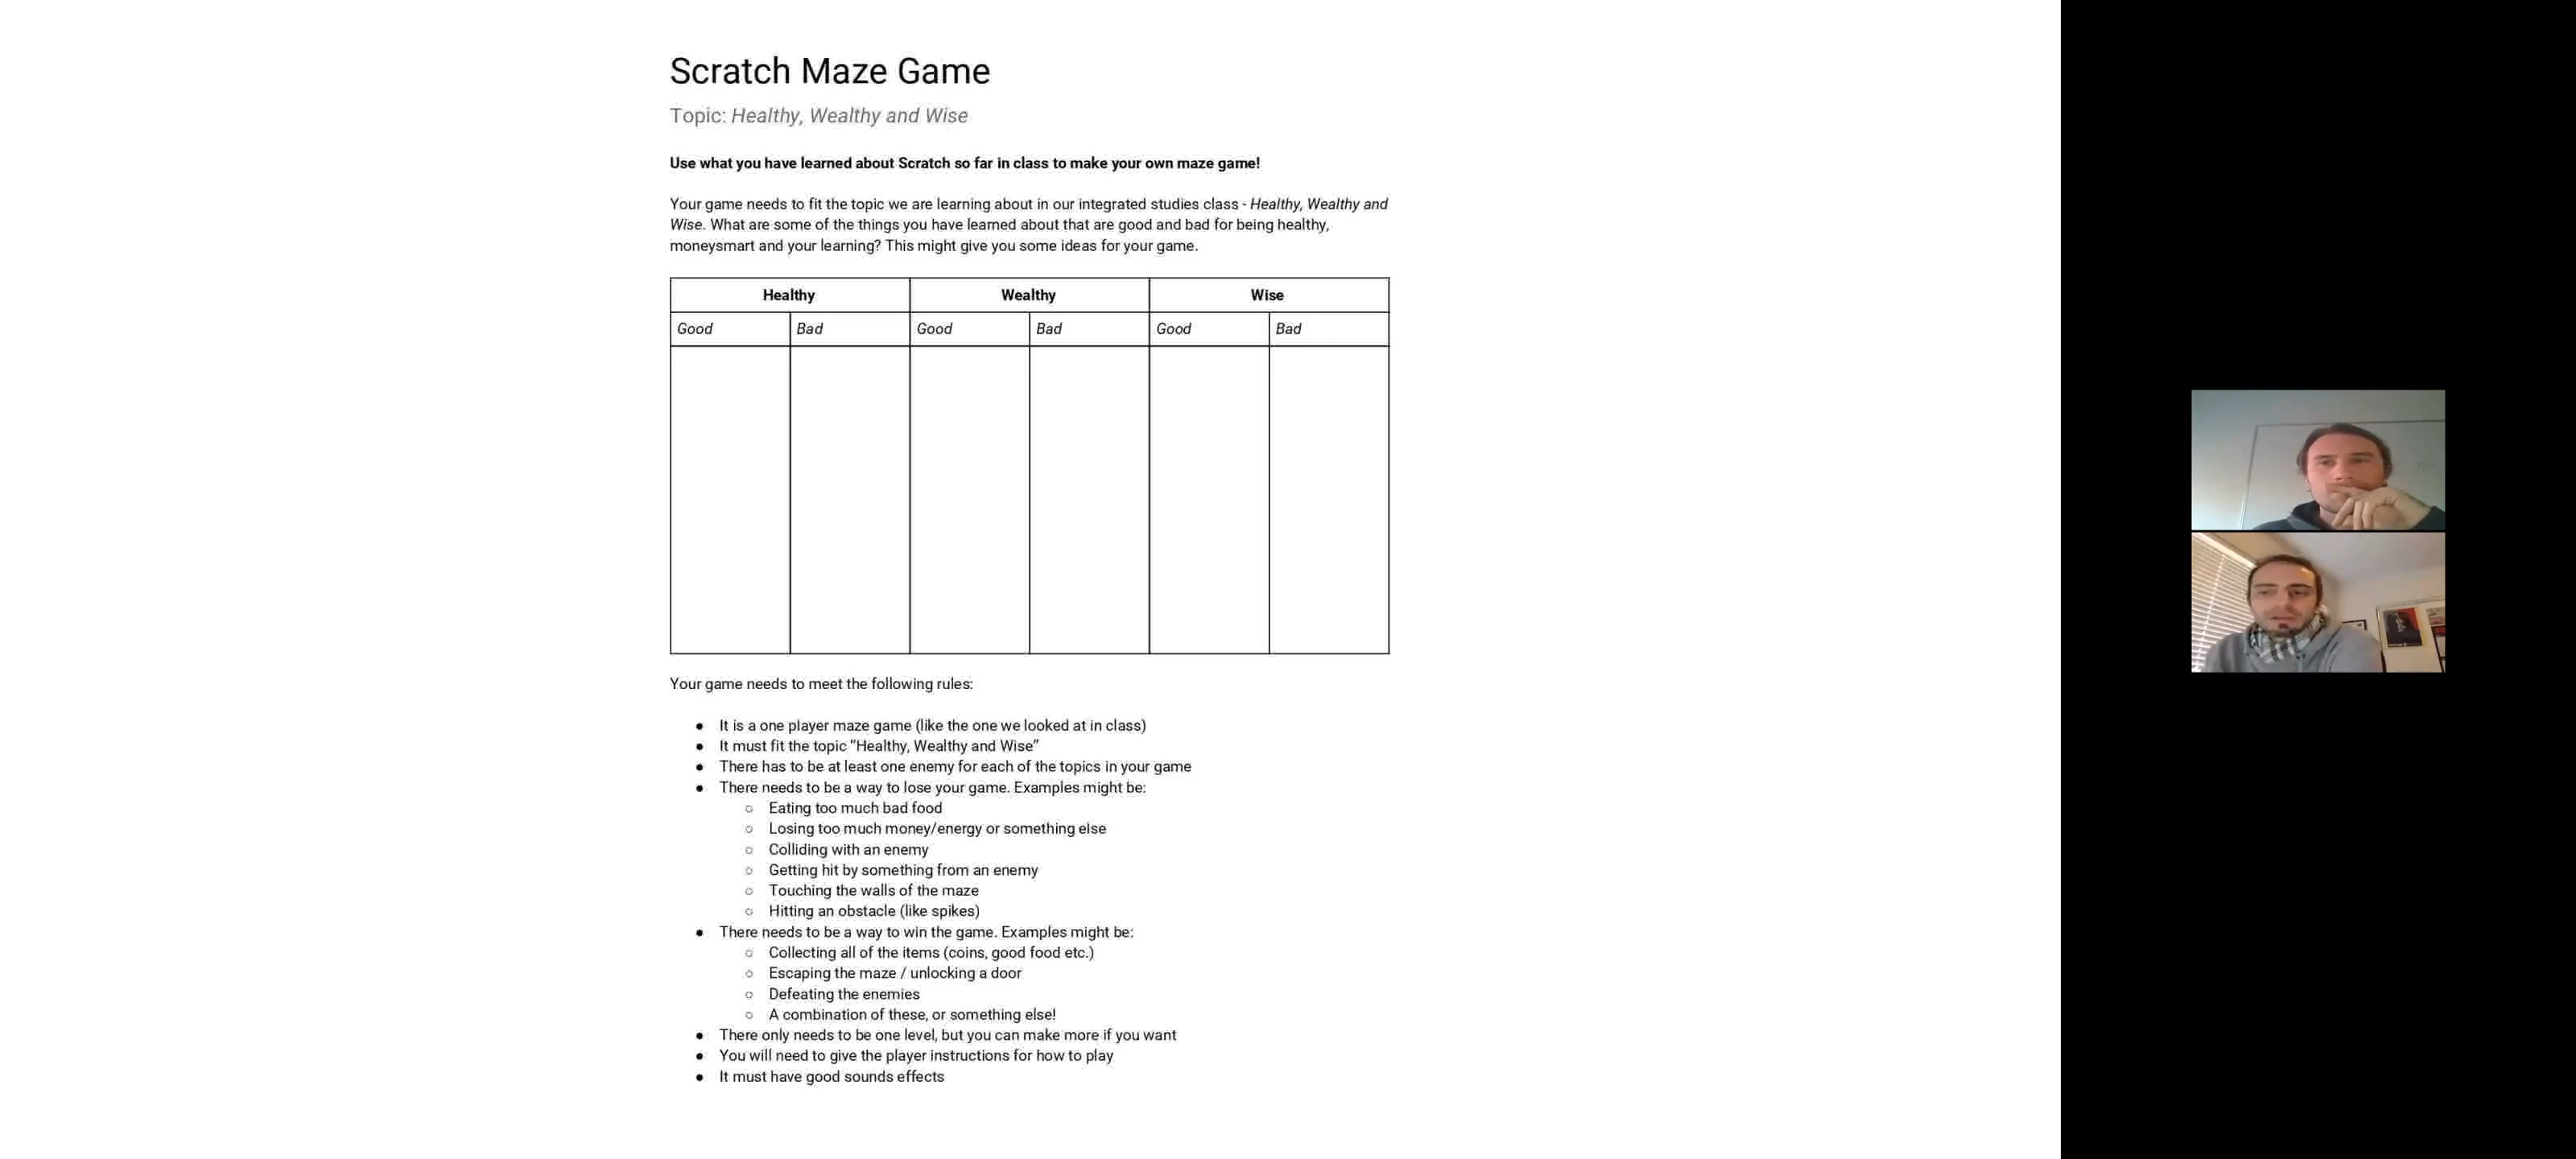 Scratch Maze Game
Topic: Healthy, Wealthy and Wise
Use what you have learned about Scratch so far in class to make your own maze game!
Your game needs to fit the topic we are learning about in our integrated studies class - Healthy, Wealthy and
Wise. What are some of the things you have learned about that are good and bad for being healthy,
moneysmart and your learning? This might give you some ideas for your game.
Healthy Wealthy Wise
Good Bad Good Bad Good Bad
Your game needs to meet the following rules:
● It is a one player maze game (like the one we looked at in class)
● It must fit the topic “Healthy, Wealthy and Wise”
● There has to be at least one enemy for each of the topics in your game
● There needs to be a way to lose your game. Examples might be:
○ Eating too much bad food
○ Losing too much money/energy or something else
○ Colliding with an enemy
○ Getting hit by something from an enemy
○ Touching the walls of the maze
○ Hitting an obstacle (like spikes)
● There needs to be a way to win the game. Examples might be:
○ Collecting all of the items (coins, good food etc.)
○ Escaping the maze / unlocking a door
○ Defeating the enemies
○ A combination of these, or something else!
● There only needs to be one level, but you can make more if you want
● You will need to give the player instructions for how to play
● It must have good sounds effects